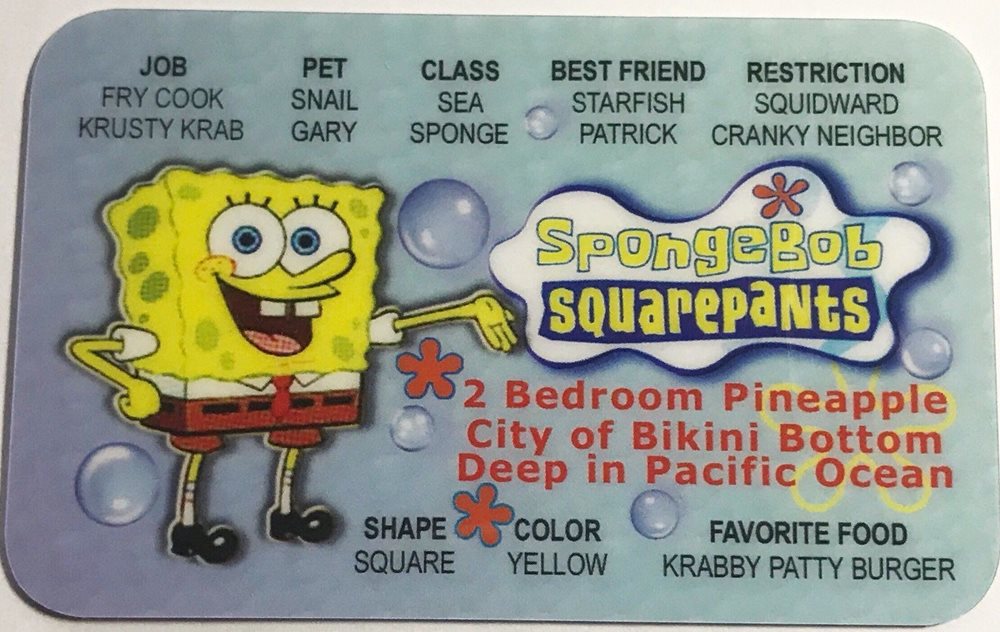 JOB
FRY COOK
KRUSTY KRAB
PET
SNAIL
GARY
CLASS
SEA
SPONGE
BEST FRIEND
STARFISH
PATRICK
RESTRICTION
SQUIDWARD
CRANKY NEIGHBOR
SpongeBob
SQUAREPANTS
2 Bedroom Pineapple
City of Bikini Bottom
Deep in Pacific Ocean
SHAPE
SQUARE
COLOR
YELLOW
FAVORITE FOOD
KRABBY PATTY BURGER